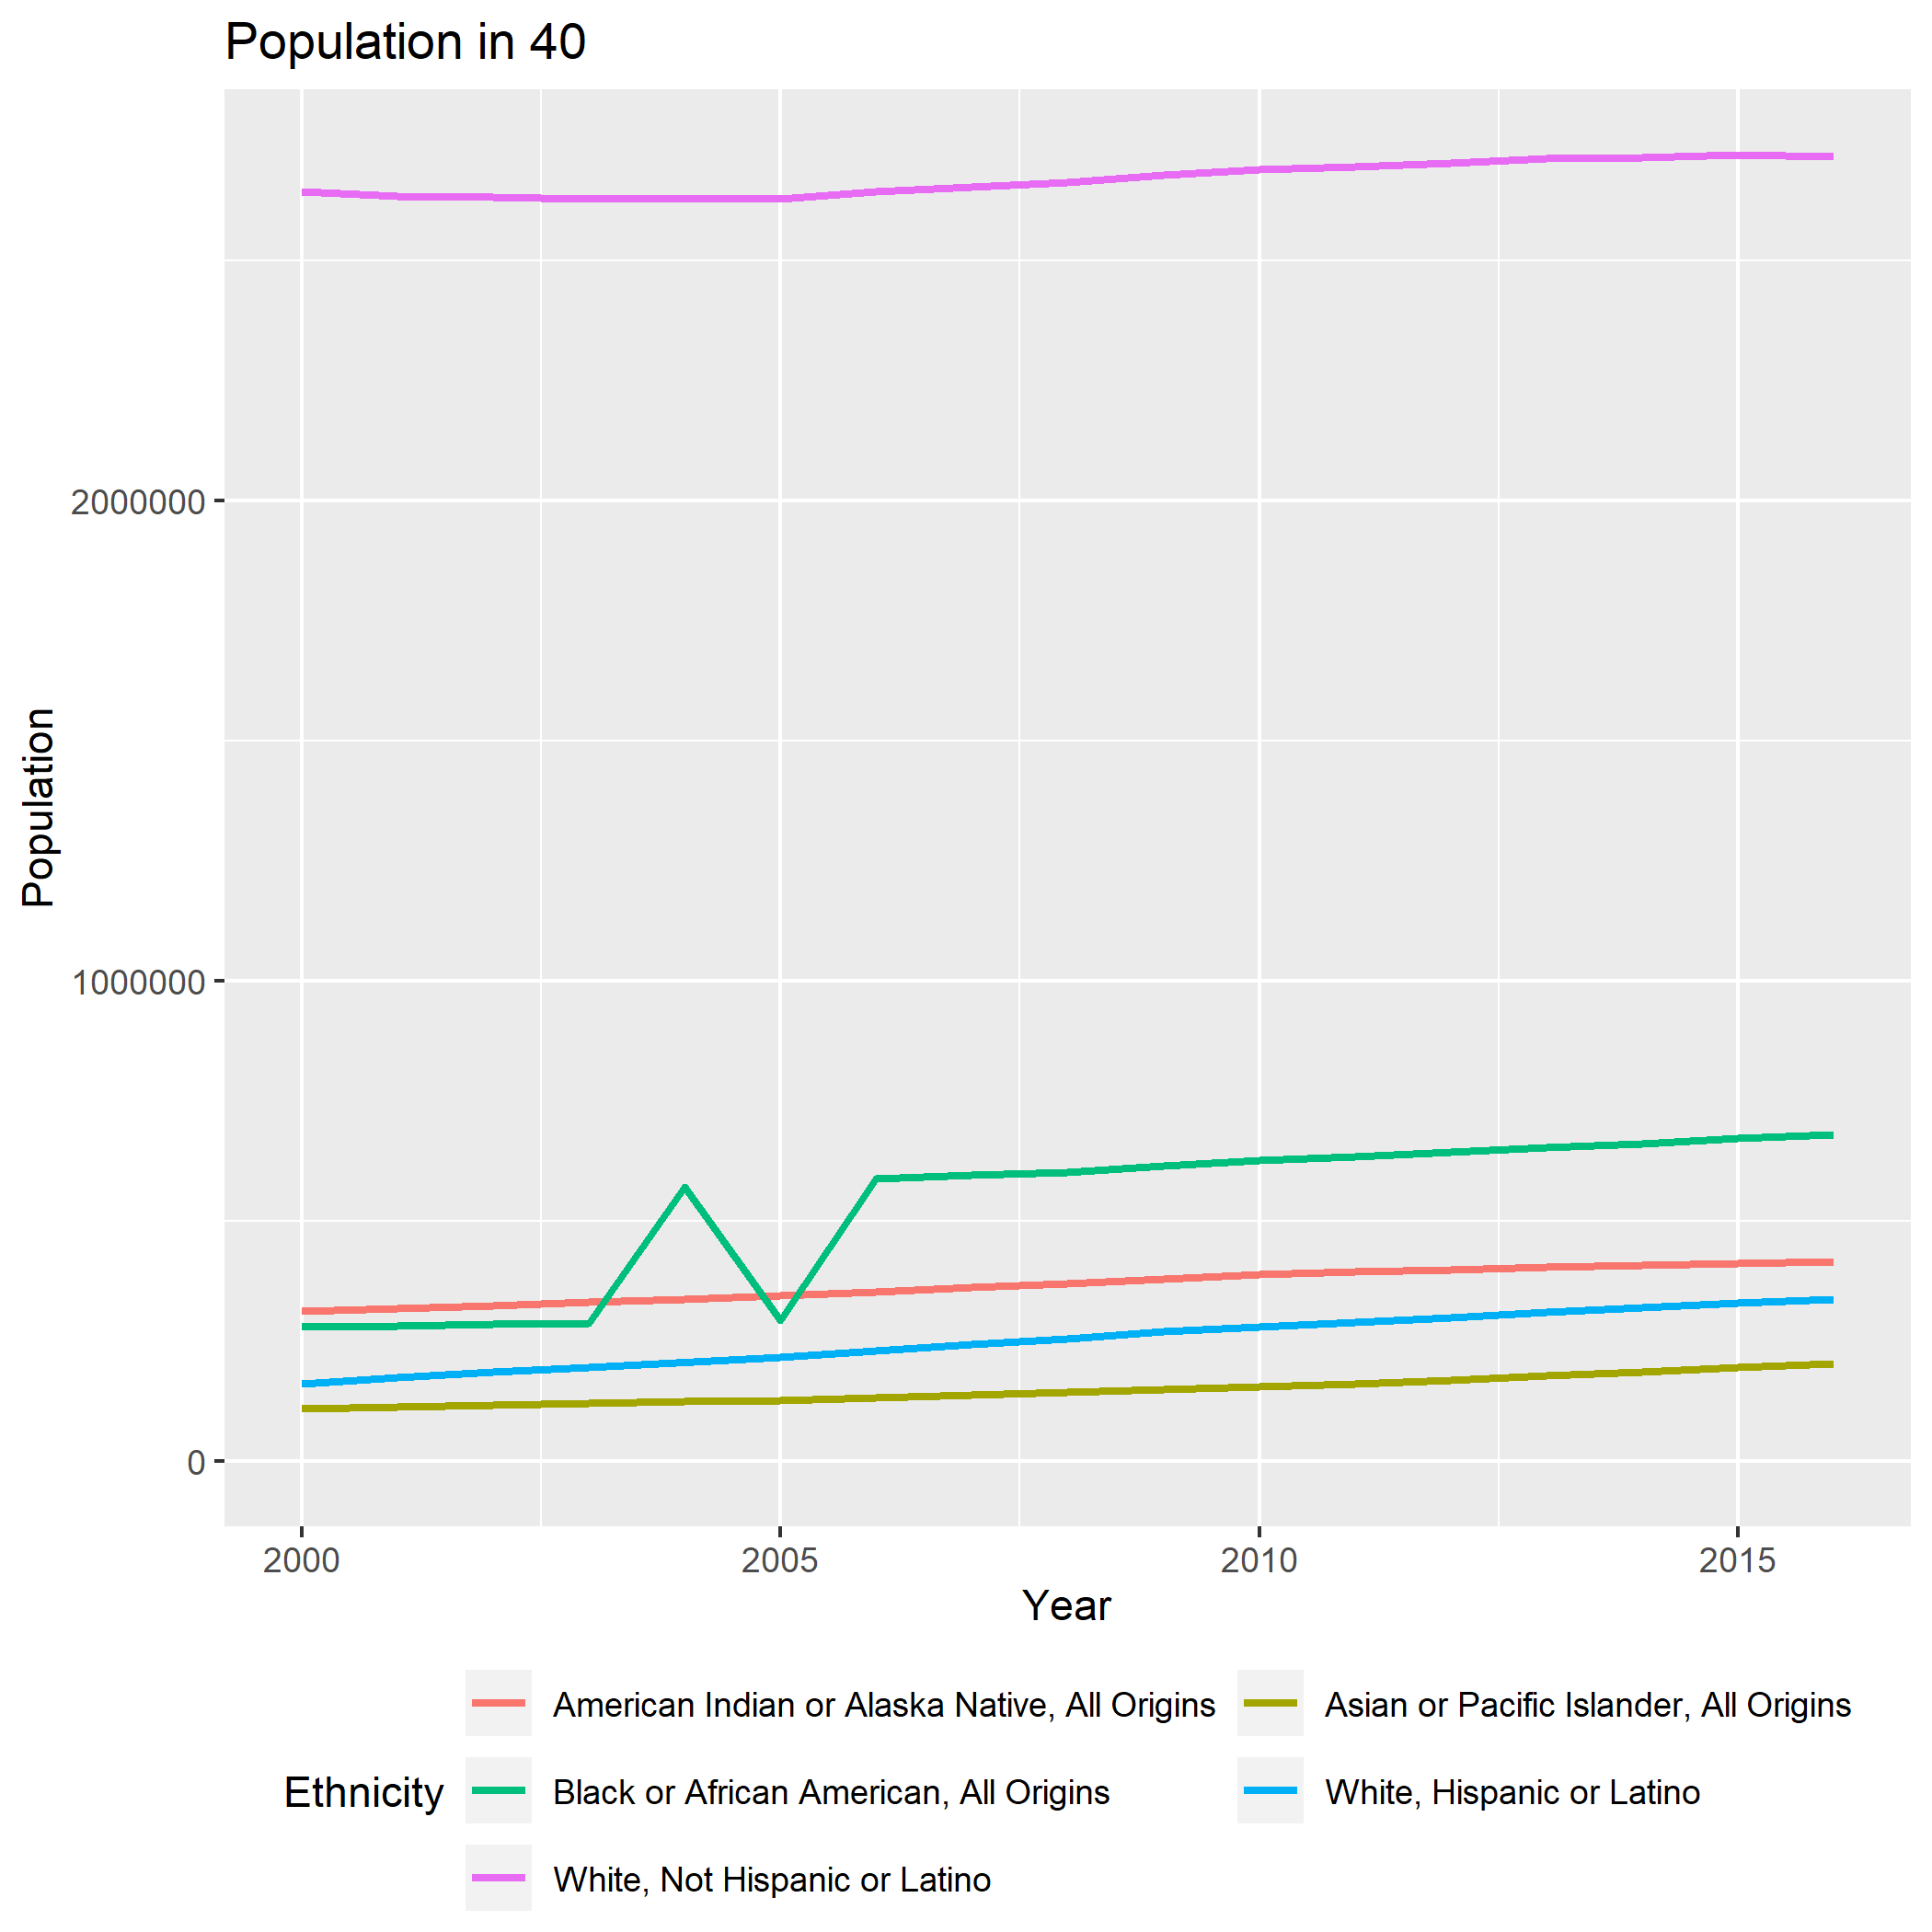 Population in 40
Population
2000000
1000000
0
2000 2005 2010 2015
Year
Ethnicity
American Indian or Alaska Native, All Origins
Asian or Pacific Islander, All Origins
Black or African American, All Origins
White, Hispanic or Latino
White, Not Hispanic or Latino